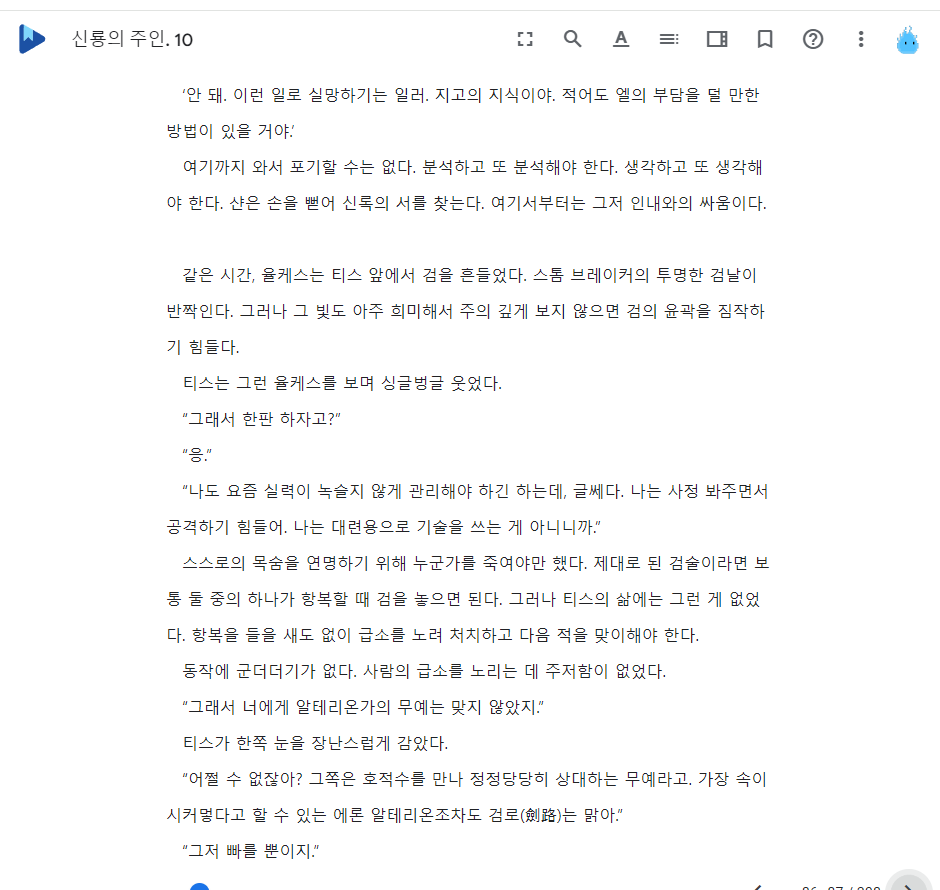 신룡의 주인. 10
‘안 돼. 이런 일로 실망하기는 일러. 지고의 지식이야. 적어도 엘의 부담을 덜 만한
방법이 있을 거야.’
여기까지 와서 포기할 수는 없다. 분석하고 또 분석해야 한다. 생각하고 또 생각해
야 한다. 샨은 손을 뻗어 신록의 서를 찾는다. 여기서부터는 그저 인내와의 싸움이다.
같은 시간, 율케스는 티스 앞에서 검을 흔들었다. 스톰 브레이커의 투명한 검날이
반짝인다. 그러나 그 빛도 아주 희미해서 주의 깊게 보지 않으면 검의 윤곽을 짐작하
기 힘들다.
티스는 그런 율케스를 보며 싱글벙글 웃었다.
“그래서 한판 하자고?”
“응.”
“나도 요즘 실력이 녹슬지 않게 관리해야 하긴 하는데, 글쎄다. 나는 사정 봐주면서
공격하기 힘들어. 나는 대련용으로 기술을 쓰는 게 아니니까.”
스스로의 목숨을 연명하기 위해 누군가를 죽여야만 했다. 제대로 된 검술이라면 보
통 둘 중의 하나가 항복할 때 검을 놓으면 된다. 그러나 티스의 삶에는 그런 게 없었
다. 항복을 들을 새도 없이 급소를 노려 처치하고 다음 적을 맞이해야 한다.
동작에 군더더기가 없다. 사람의 급소를 노리는 데 주저함이 없었다.
“그래서 너에게 알테리온가의 무예는 맞지 않았지.”
티스가 한쪽 눈을 장난스럽게 감았다.
“어쩔 수 없잖아? 그쪽은 호적수를 만나 정정당당히 상대하는 무예라고. 가장 속이
시커멓다고 할 수 있는 에론 알테리온조차도 검로(劍路)는 맑아.”
“그저 빠를 뿐이지.”